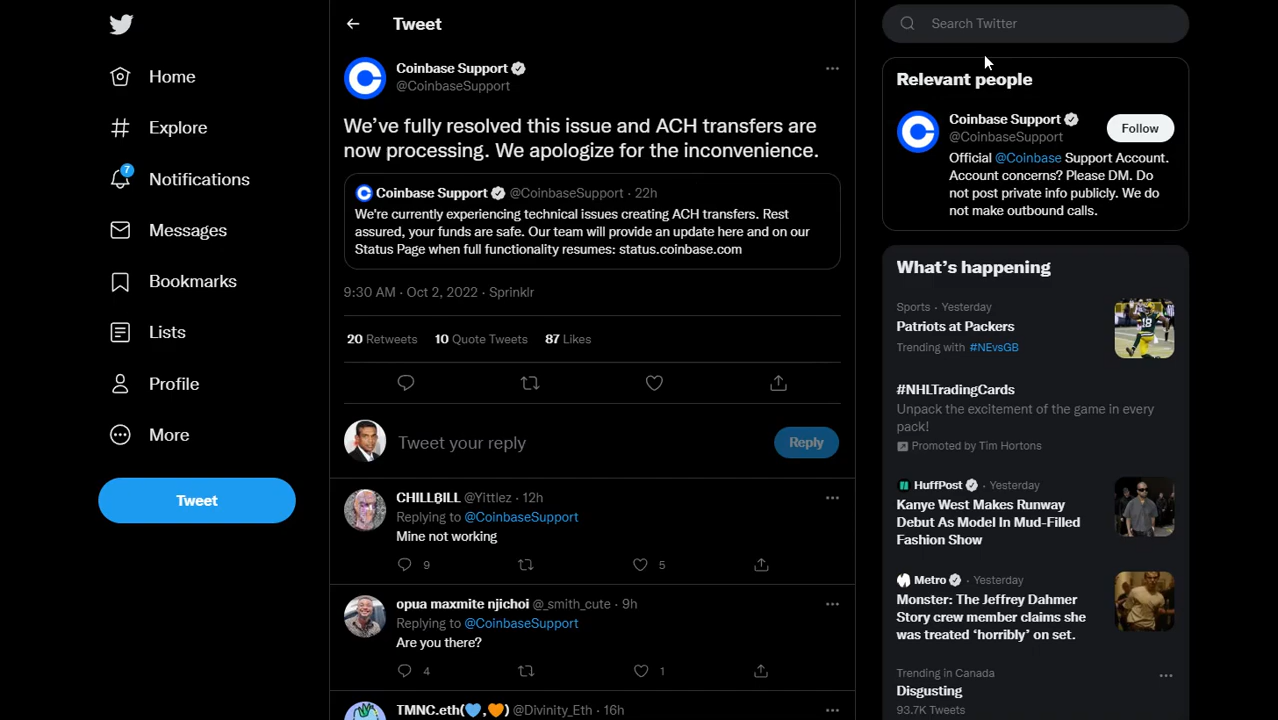 Home
Explore
7
Notifications
Messages
Bookmarks
Lists
Profile
More
Tweet
Tweet
Coinbase Support
@CoinbaseSupport
We've fully resolved this issue and ACH transfers are
now processing. We apologize for the inconvenience.
Coinbase Support @CoinbaseSupport · 22h
We're currently experiencing technical issues creating ACH transfers. Rest
assured, your funds are safe. Our team will provide an update here and on our
Status Page when full functionality resumes: status.coinbase.com
9:30 AM · Oct 2, 2022 · Sprinklr
20 Retweets 10 Quote Tweets 87 Likes
Tweet your reply
Reply
CHILLBILL @Yittlez · 12h
Replying to @CoinbaseSupport
Mine not working
9 5
opua maxmite njichoi @_smith_cute · 9h
Replying to @CoinbaseSupport
Are you there?
4 1
TMNC.eth(💙,🧡) @Divinity_Eth · 16h
Search Twitter
Relevant people
Coinbase Support
@CoinbaseSupport
Follow
Official @Coinbase Support Account.
Account concerns? Please DM. Do
not post private info publicly. We do
not make outbound calls.
What's happening
Sports · Yesterday
Patriots at Packers
Trending with #NEvsGB
#NHLTradingCards
Unpack the excitement of the game in every
pack!
Promoted by Tim Hortons
HuffPost · Yesterday
Kanye West Makes Runway
Debut As Model In Mud-Filled
Fashion Show
Metro · Yesterday
Monster: The Jeffrey Dahmer
Story crew member claims she
was treated 'horribly' on set.
Trending in Canada
Disgusting
93.7K Tweets